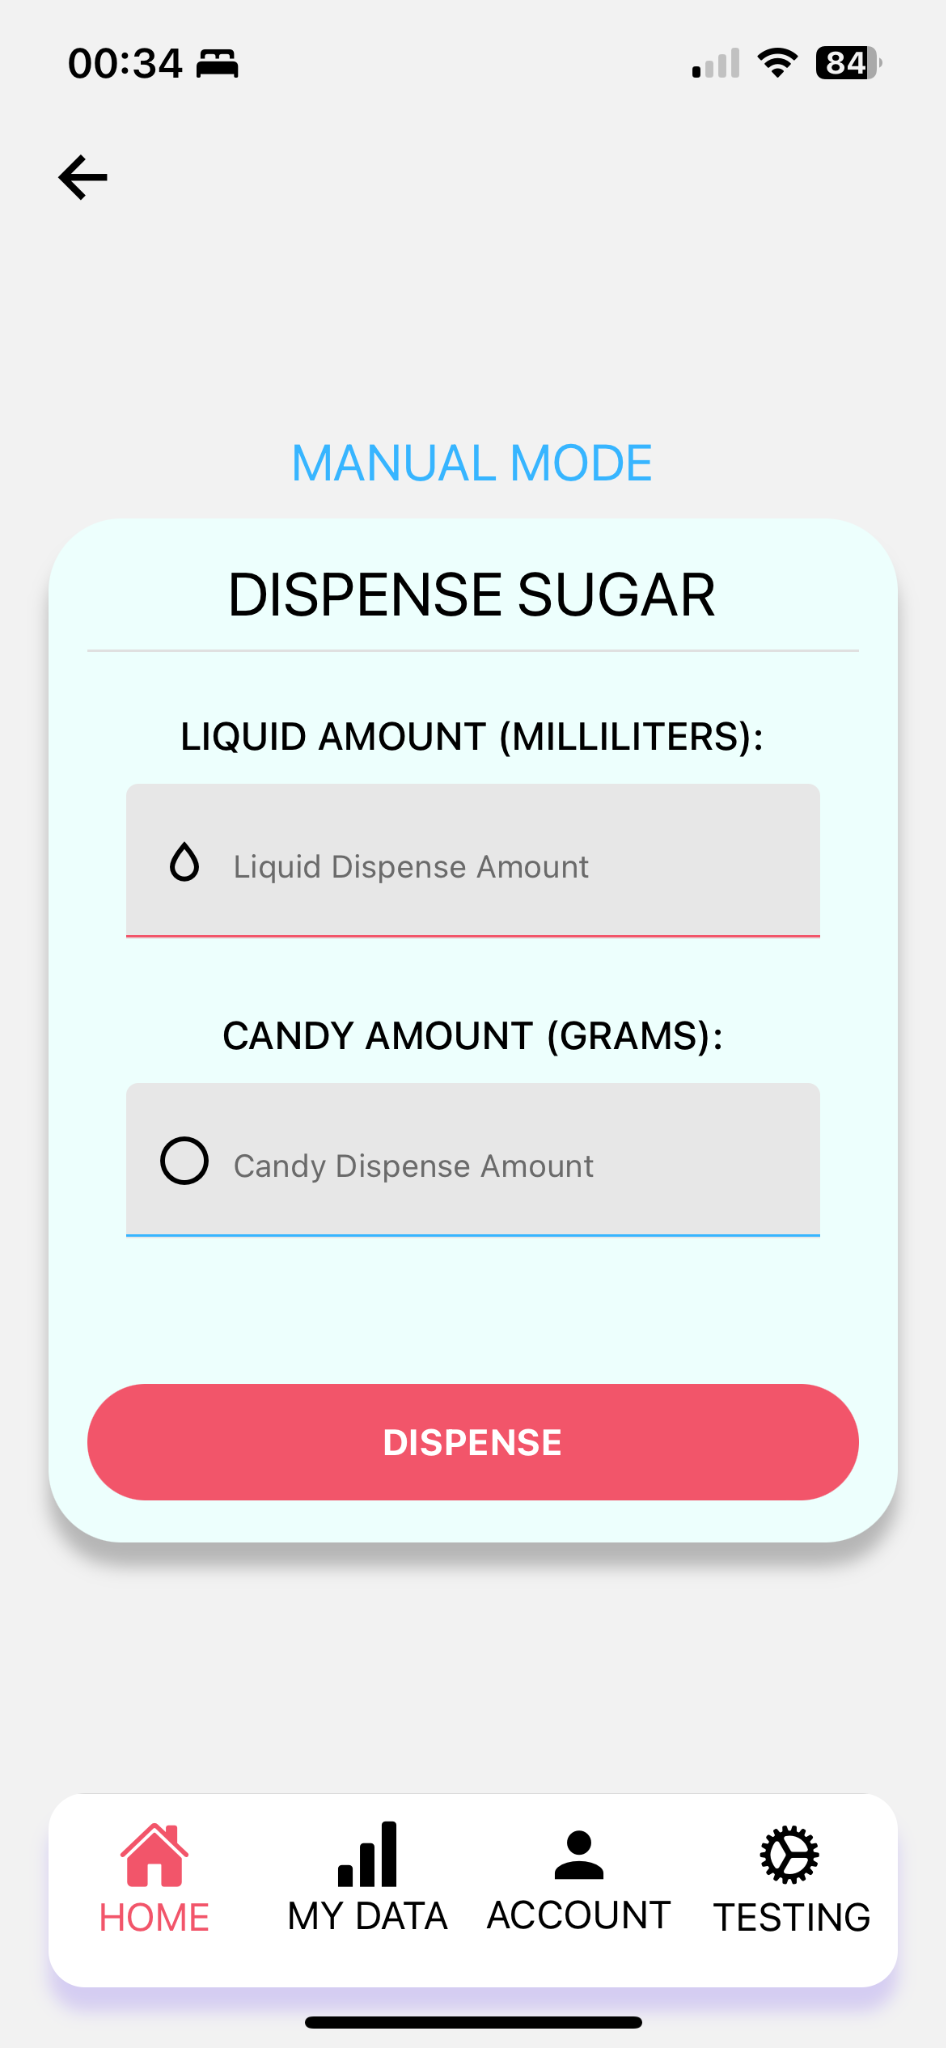 00:34
84
MANUAL MODE
DISPENSE SUGAR
LIQUID AMOUNT (MILLILITERS):
Liquid Dispense Amount
CANDY AMOUNT (GRAMS):
Candy Dispense Amount
DISPENSE
HOME
MY DATA
ACCOUNT
TESTING